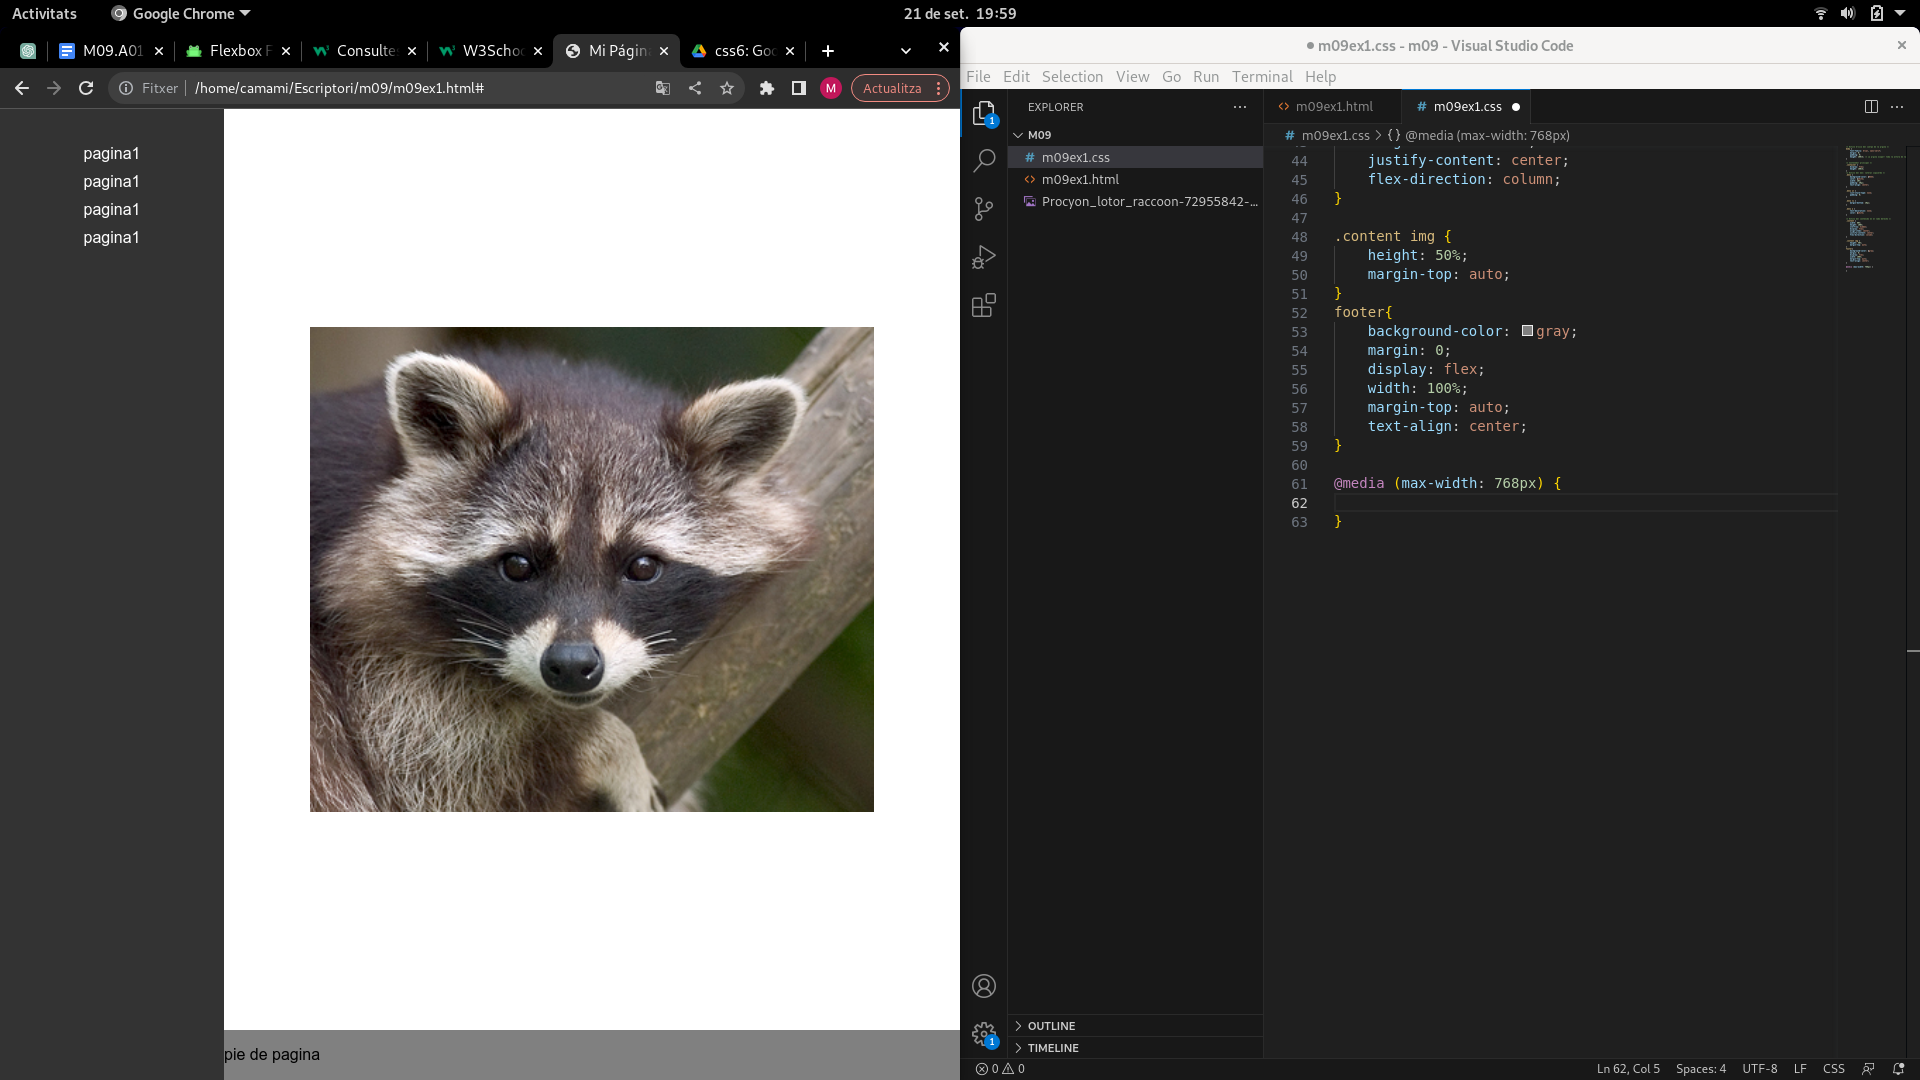 Activitats
Google Chrome
21 de set. 19:59
M09.A01
Flexbox F
Consultes
W3Schoo
Mi Págin
css6: Goo
Fitxer
/home/camami/Escriptori/m09/m09ex1.html#
M
Actualitza
pagina1
pagina1
pagina1
pagina1
pie de pagina
m09ex1.css - m09 - Visual Studio Code
File Edit Selection View Go Run Terminal Help
1
EXPLORER
M09
# m09ex1.css
<> m09ex1.html
Procyon_lotor_raccoon-72955842-...
OUTLINE
TIMELINE
1
<> m09ex1.html
# m09ex1.css
# m09ex1.css > {} @media (max-width: 768px)
44 justify-content: center;
45 flex-direction: column;
46 }
47
48 .content img {
49 height: 50%;
50 margin-top: auto;
51 }
52 footer{
53 background-color: gray;
54 margin: 0;
55 display: flex;
56 width: 100%;
57 margin-top: auto;
58 text-align: center;
59 }
60
61 @media (max-width: 768px) {
62
63 }
0 0
Ln 62, Col 5 Spaces: 4 UTF-8 LF CSS